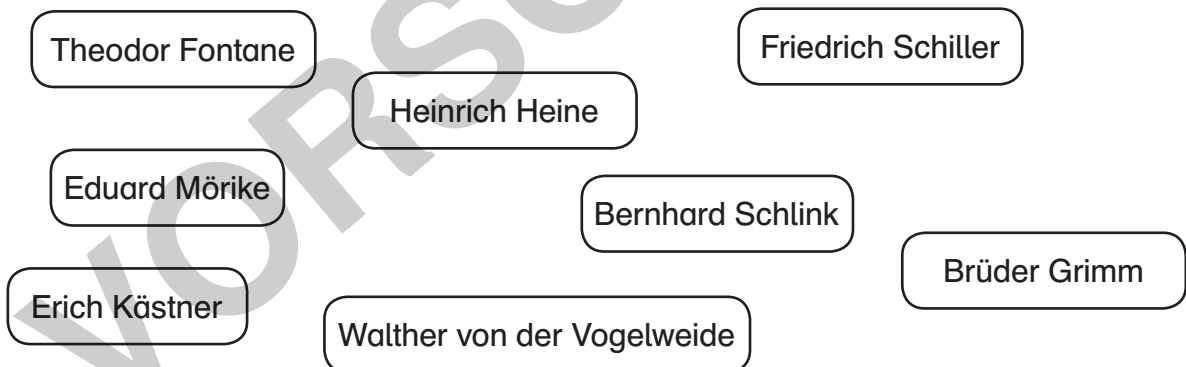 Theodor Fontane
Friedrich Schiller
Heinrich Heine
Eduard Mörike
Bernhard Schlink
Brüder Grimm
Erich Kästner
Walther von der Vogelweide